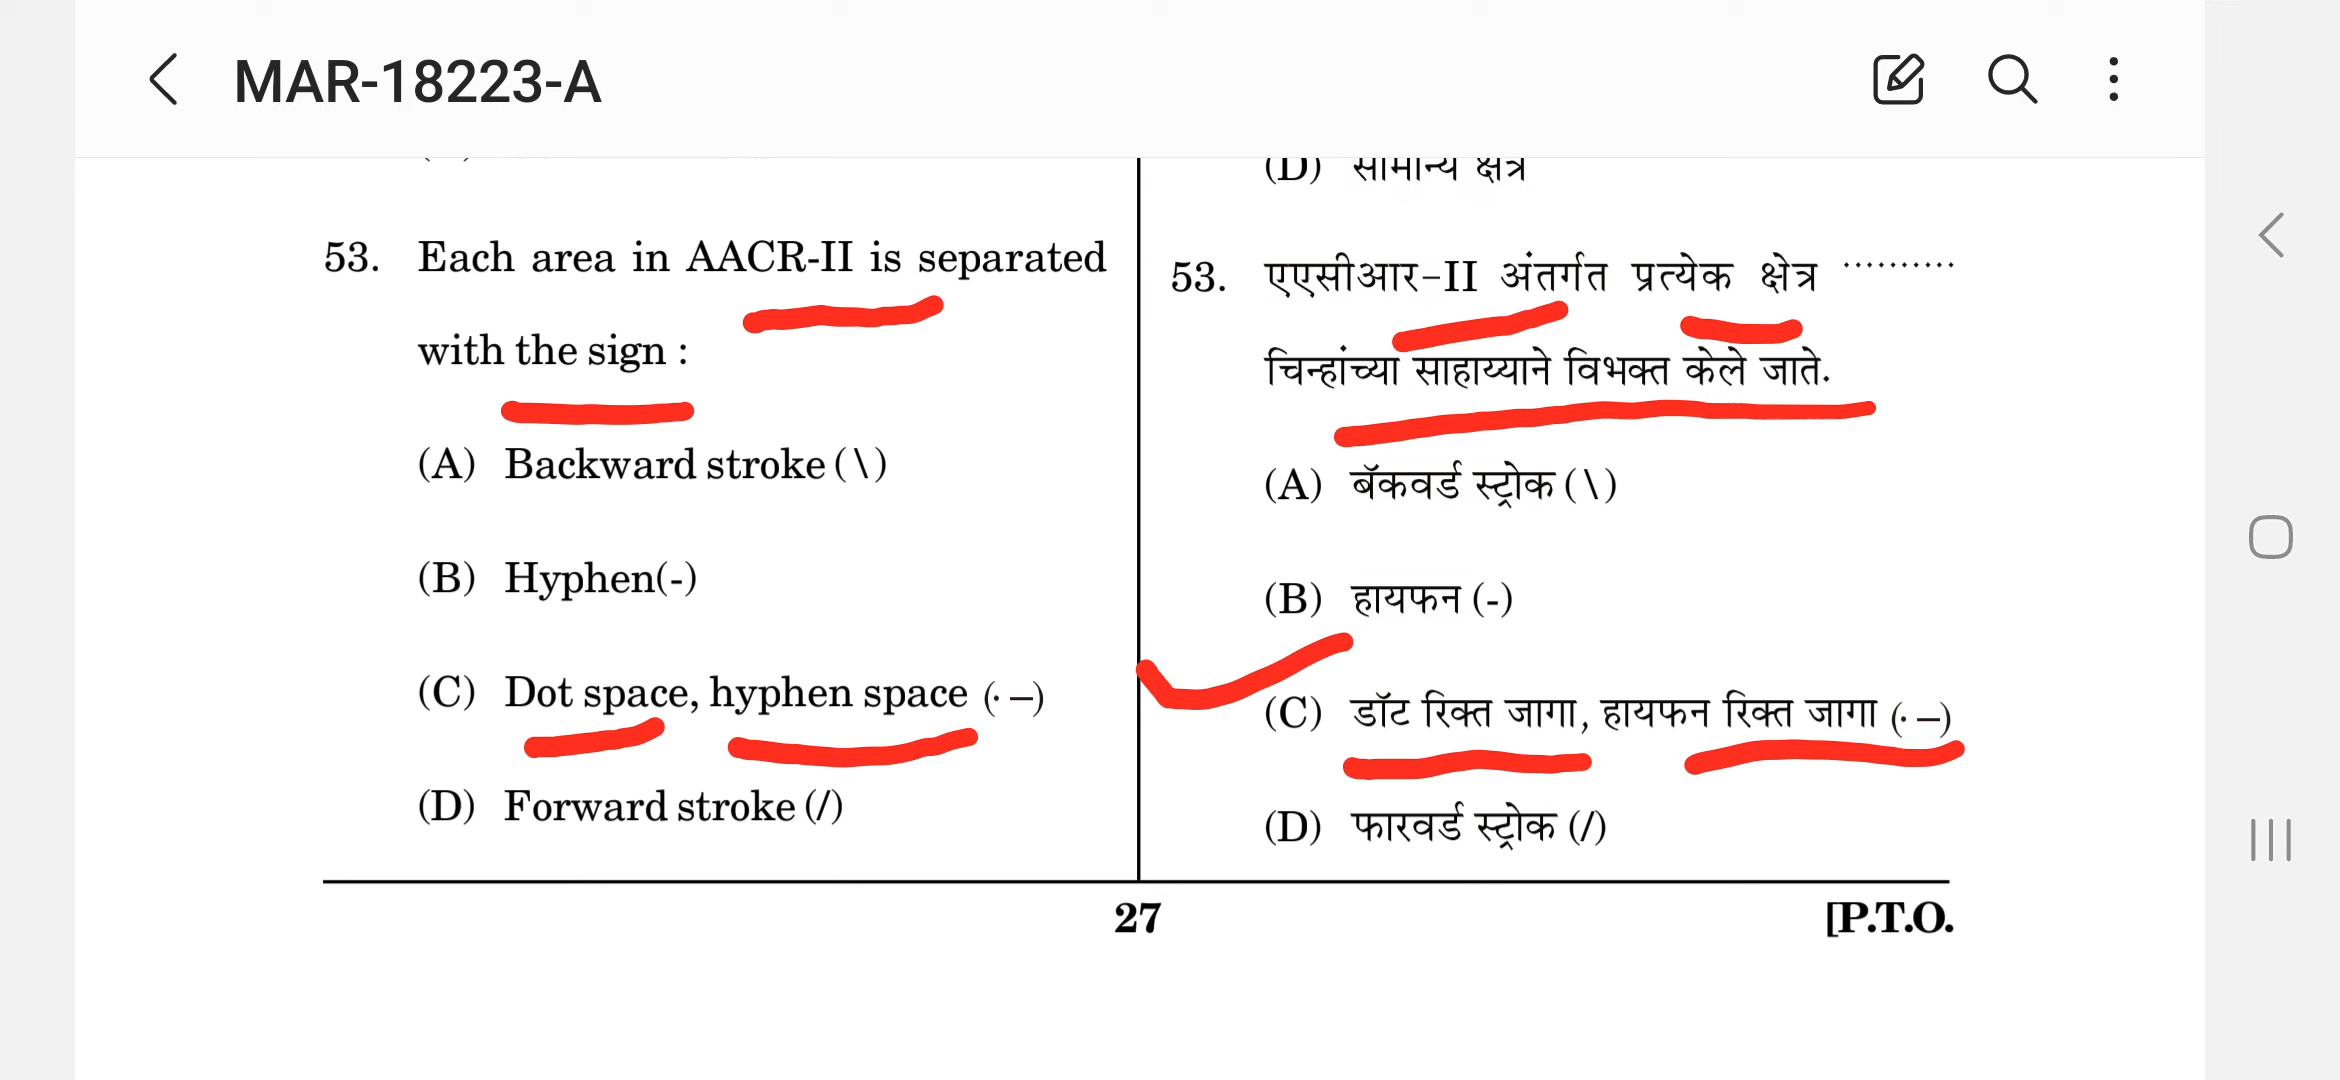 MAR-18223-A
53. Each area in AACR-II is separated
with the sign :
(A) Backward stroke (\)
(B) Hyphen(-)
(C) Dot space, hyphen space (· –)
(D) Forward stroke (/)
(D) सामान्य क्षेत्र
53. एएसीआर–II अंतर्गत प्रत्येक क्षेत्र ··········
चिन्हांच्या साहाय्याने विभक्त केले जाते.
(A) बॅकवर्ड स्ट्रोक (\)
(B) हायफन (-)
(C) डॉट रिक्त जागा, हायफन रिक्त जागा (· –)
(D) फारवर्ड स्ट्रोक (/)
27
[P.T.O.